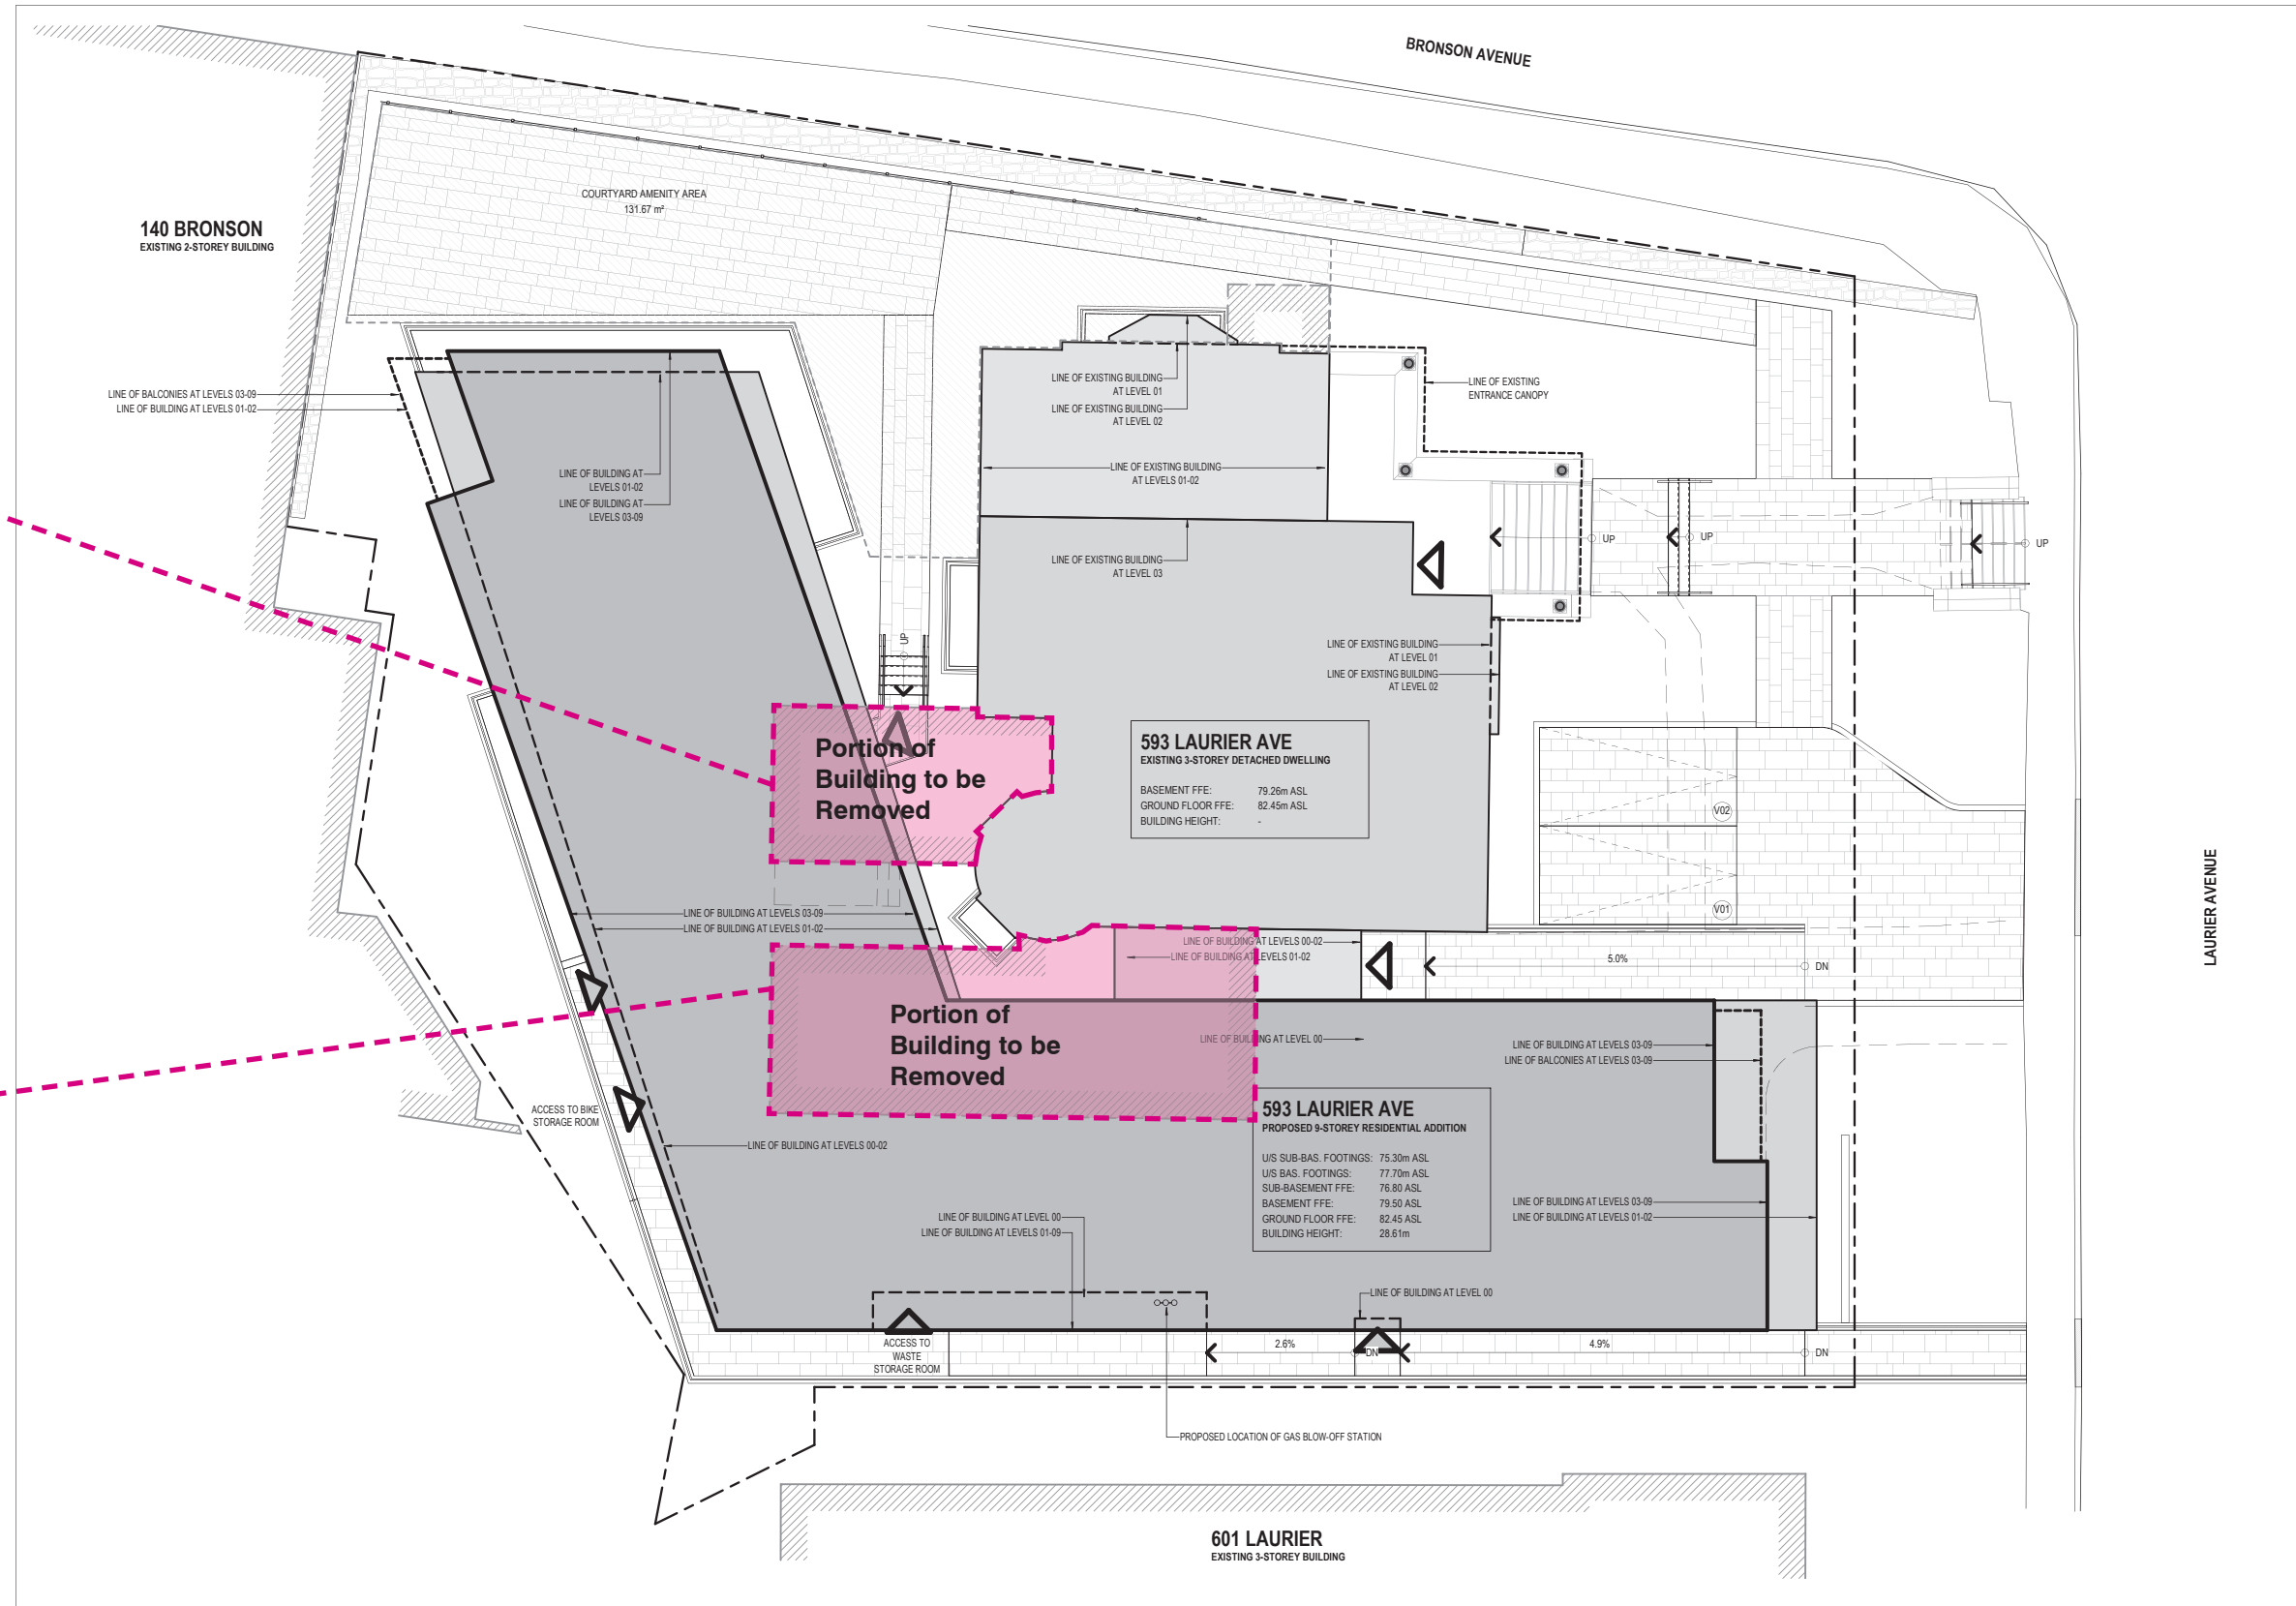 BRONSON AVENUE
COURTYARD AMENITY AREA
131.67 m²
140 BRONSON
EXISTING 2-STOREY BUILDING
LINE OF BALCONIES AT LEVELS 03-09
LINE OF BUILDING AT LEVELS 01-02
LINE OF BUILDING AT
LEVELS 01-02
LINE OF BUILDING AT
LEVELS 03-09
LINE OF EXISTING BUILDING
AT LEVEL 01
LINE OF EXISTING BUILDING
AT LEVEL 02
LINE OF EXISTING
ENTRANCE CANOPY
LINE OF EXISTING BUILDING
AT LEVELS 01-02
LINE OF EXISTING BUILDING
AT LEVEL 03
UP
UP
UP
UP
LINE OF EXISTING BUILDING
AT LEVEL 01
LINE OF EXISTING BUILDING
AT LEVEL 02
Portion of
Building to be
Removed
593 LAURIER AVE
EXISTING 3-STOREY DETACHED DWELLING
BASEMENT FFE: 79.26m ASL
GROUND FLOOR FFE: 82.45m ASL
BUILDING HEIGHT: -
V02
V01
LAURIER AVENUE
LINE OF BUILDING AT LEVELS 03-09
LINE OF BUILDING AT LEVELS 01-02
LINE OF BUILDING AT LEVELS 00-02
LINE OF BUILDING AT LEVELS 01-02
5.0%
DN
Portion of
Building to be
Removed
LINE OF BUILDING AT LEVEL 00
LINE OF BUILDING AT LEVELS 03-09
LINE OF BALCONIES AT LEVELS 03-09
ACCESS TO BIKE
STORAGE ROOM
LINE OF BUILDING AT LEVELS 00-02
593 LAURIER AVE
PROPOSED 9-STOREY RESIDENTIAL ADDITION
U/S SUB-BAS. FOOTINGS: 75.30m ASL
U/S BAS. FOOTINGS: 77.70m ASL
SUB-BASEMENT FFE: 76.80 ASL
BASEMENT FFE: 79.50 ASL
GROUND FLOOR FFE: 82.45 ASL
BUILDING HEIGHT: 28.61m
LINE OF BUILDING AT LEVELS 03-09
LINE OF BUILDING AT LEVELS 01-02
LINE OF BUILDING AT LEVEL 00
LINE OF BUILDING AT LEVELS 01-09
LINE OF BUILDING AT LEVEL 00
ACCESS TO
WASTE
STORAGE ROOM
2.6%
DN
4.9%
DN
PROPOSED LOCATION OF GAS BLOW-OFF STATION
601 LAURIER
EXISTING 3-STOREY BUILDING